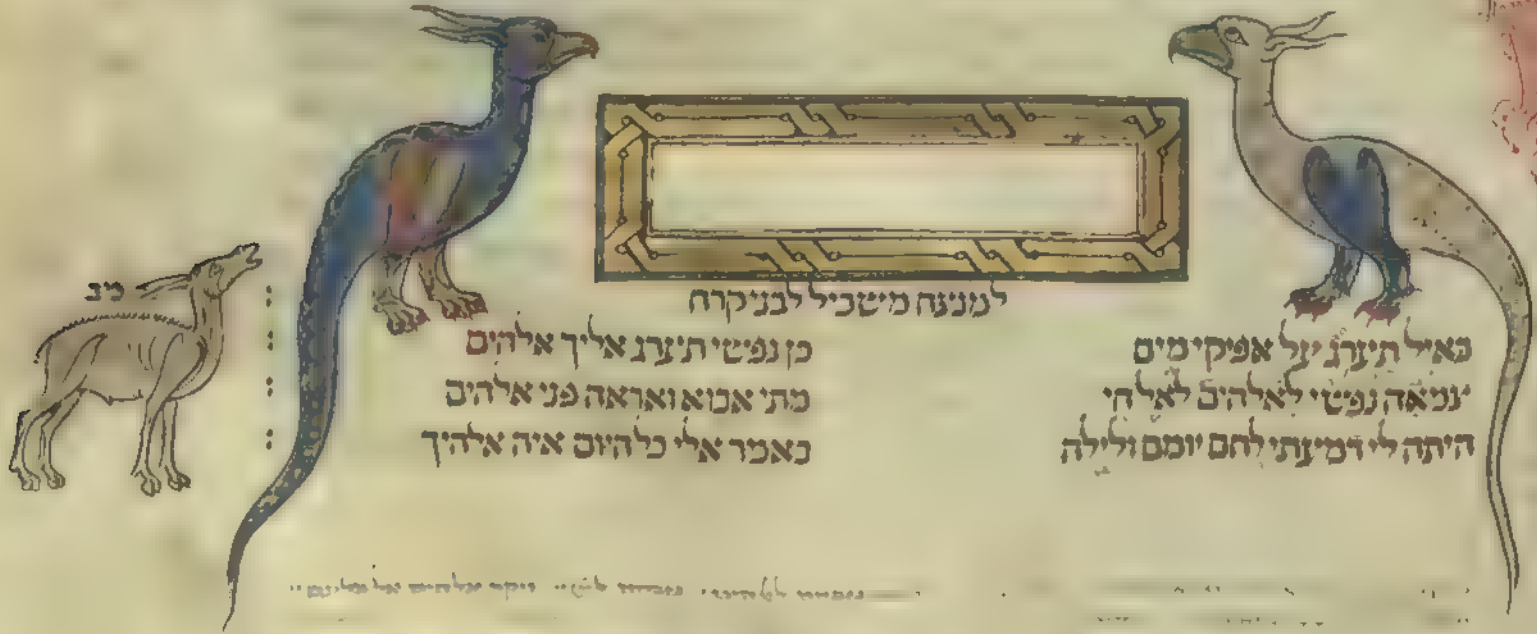 מב
למנצח משכיל לבני קרח
כאיל תערג על אפיקי מים
כן נפשי תערג אליך אלהים
צמאה נפשי לאלהים לאל חי
מתי אבוא ואראה פני אלהים
היתה לי דמעתי לחם יומם ולילה
באמר אלי כל היום איה אלהיך